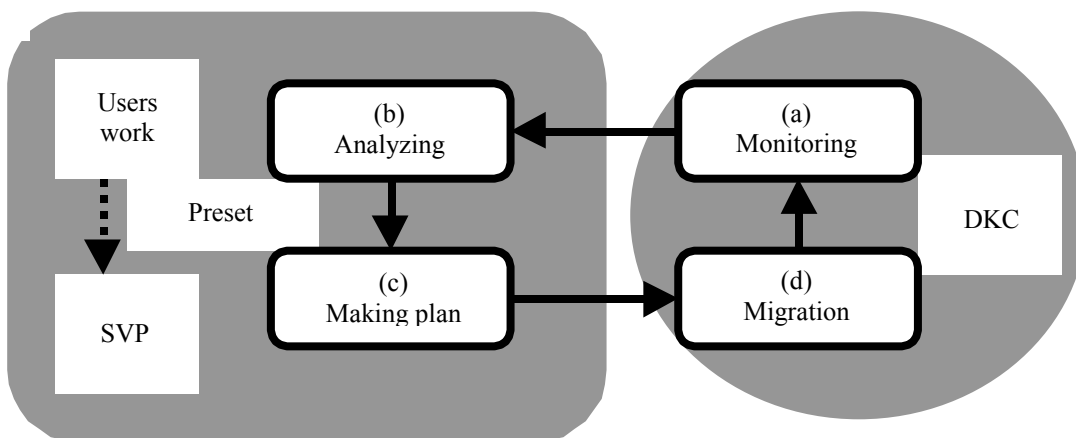 Users
work
(b)
Analyzing
(a)
Monitoring
Preset
DKC
(c)
Making plan
(d)
Migration
SVP